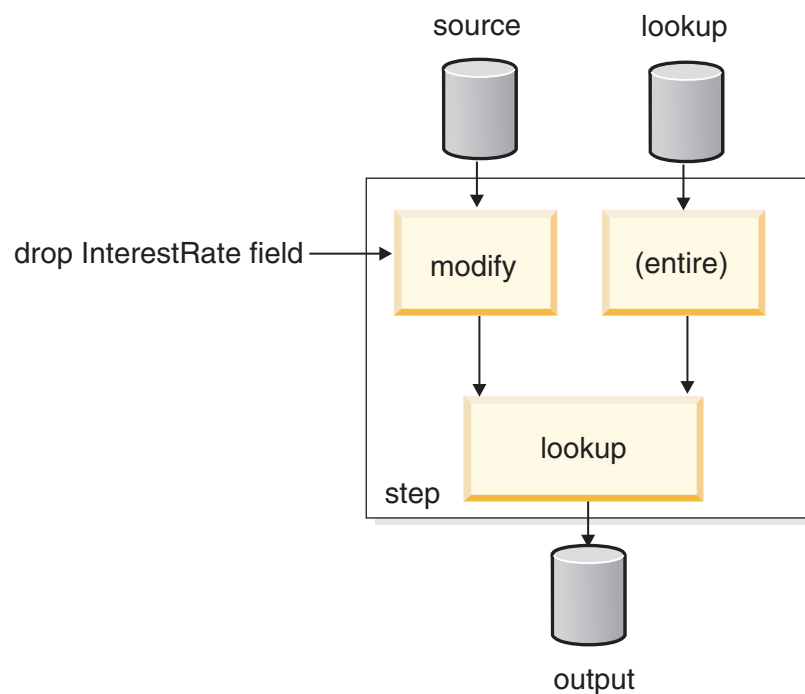 source
lookup
drop InterestRate field
modify
(entire)
lookup
step
output